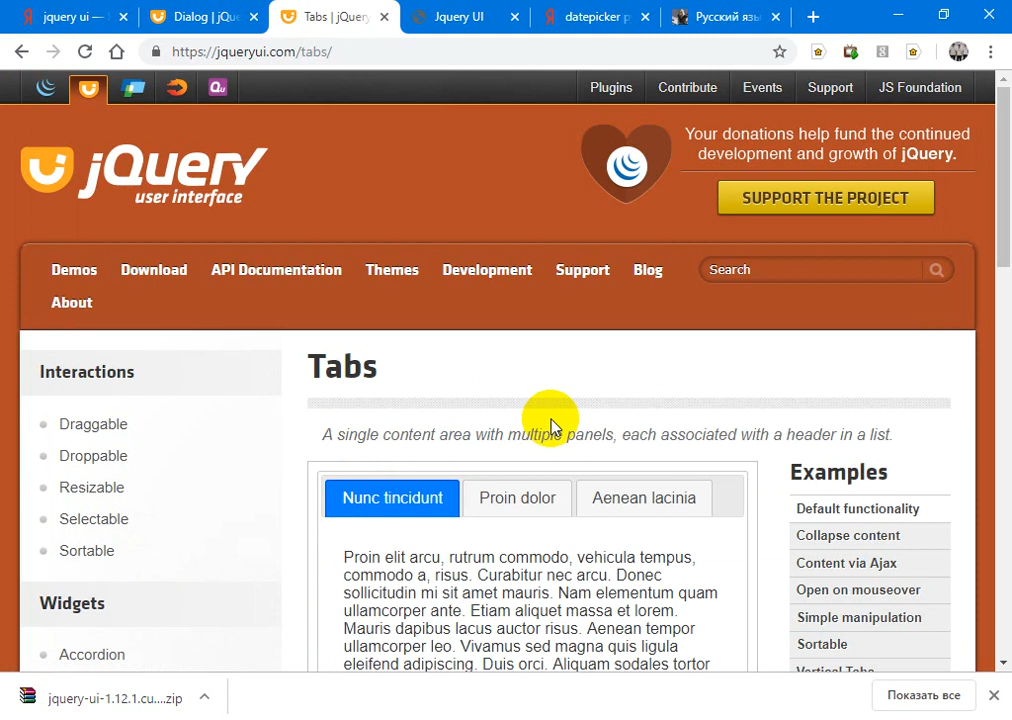 jquery ui —
Dialog | jQu
Tabs | jQuery
Jquery UI
datepicker р
Русский язы
https://jqueryui.com/tabs/
Plugins
Contribute
Events
Support
JS Foundation
jQuery
user interface
Your donations help fund the continued
development and growth of jQuery.
SUPPORT THE PROJECT
Demos
Download
API Documentation
Themes
Development
Support
Blog
About
Search
Interactions
Draggable
Droppable
Resizable
Selectable
Sortable
Widgets
Accordion
Tabs
A single content area with multiple panels, each associated with a header in a list.
Nunc tincidunt
Proin dolor
Aenean lacinia
Proin elit arcu, rutrum commodo, vehicula tempus,
commodo a, risus. Curabitur nec arcu. Donec
sollicitudin mi sit amet mauris. Nam elementum quam
ullamcorper ante. Etiam aliquet massa et lorem.
Mauris dapibus lacus auctor risus. Aenean tempor
ullamcorper leo. Vivamus sed magna quis ligula
eleifend adipiscing. Duis orci. Aliquam sodales tortor
Examples
Default functionality
Collapse content
Content via Ajax
Open on mouseover
Simple manipulation
Sortable
Vertical Tabs
jquery-ui-1.12.1.cu....zip
Показать все